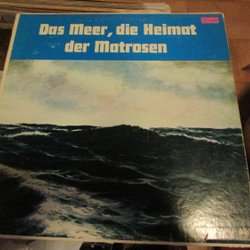 Das Meer, die Heimat
der Matrosen